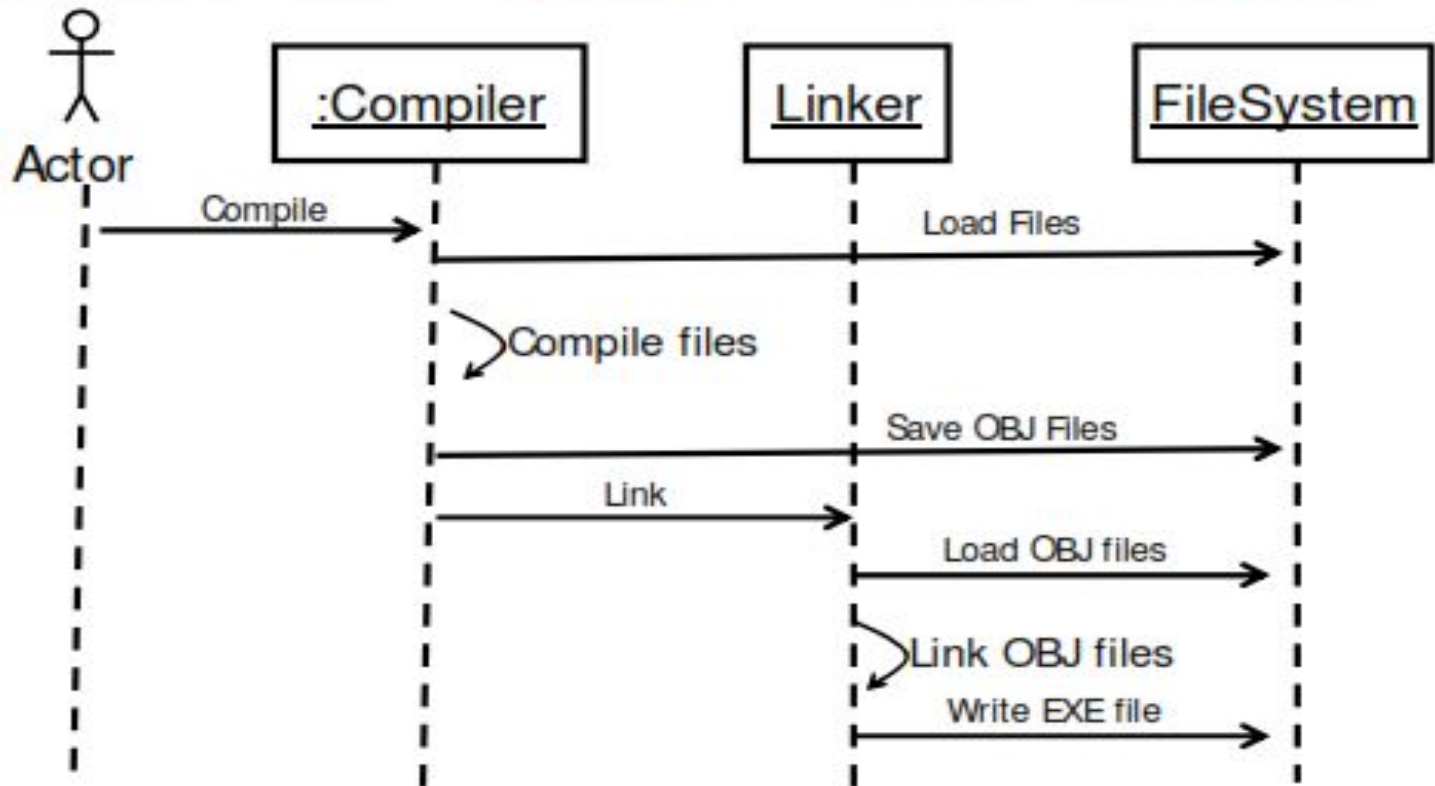 :Compiler
Linker
FileSystem
Actor
Compile
Load Files
Compile files
Save OBJ Files
Link
Load OBJ files
Link OBJ files
Write EXE file